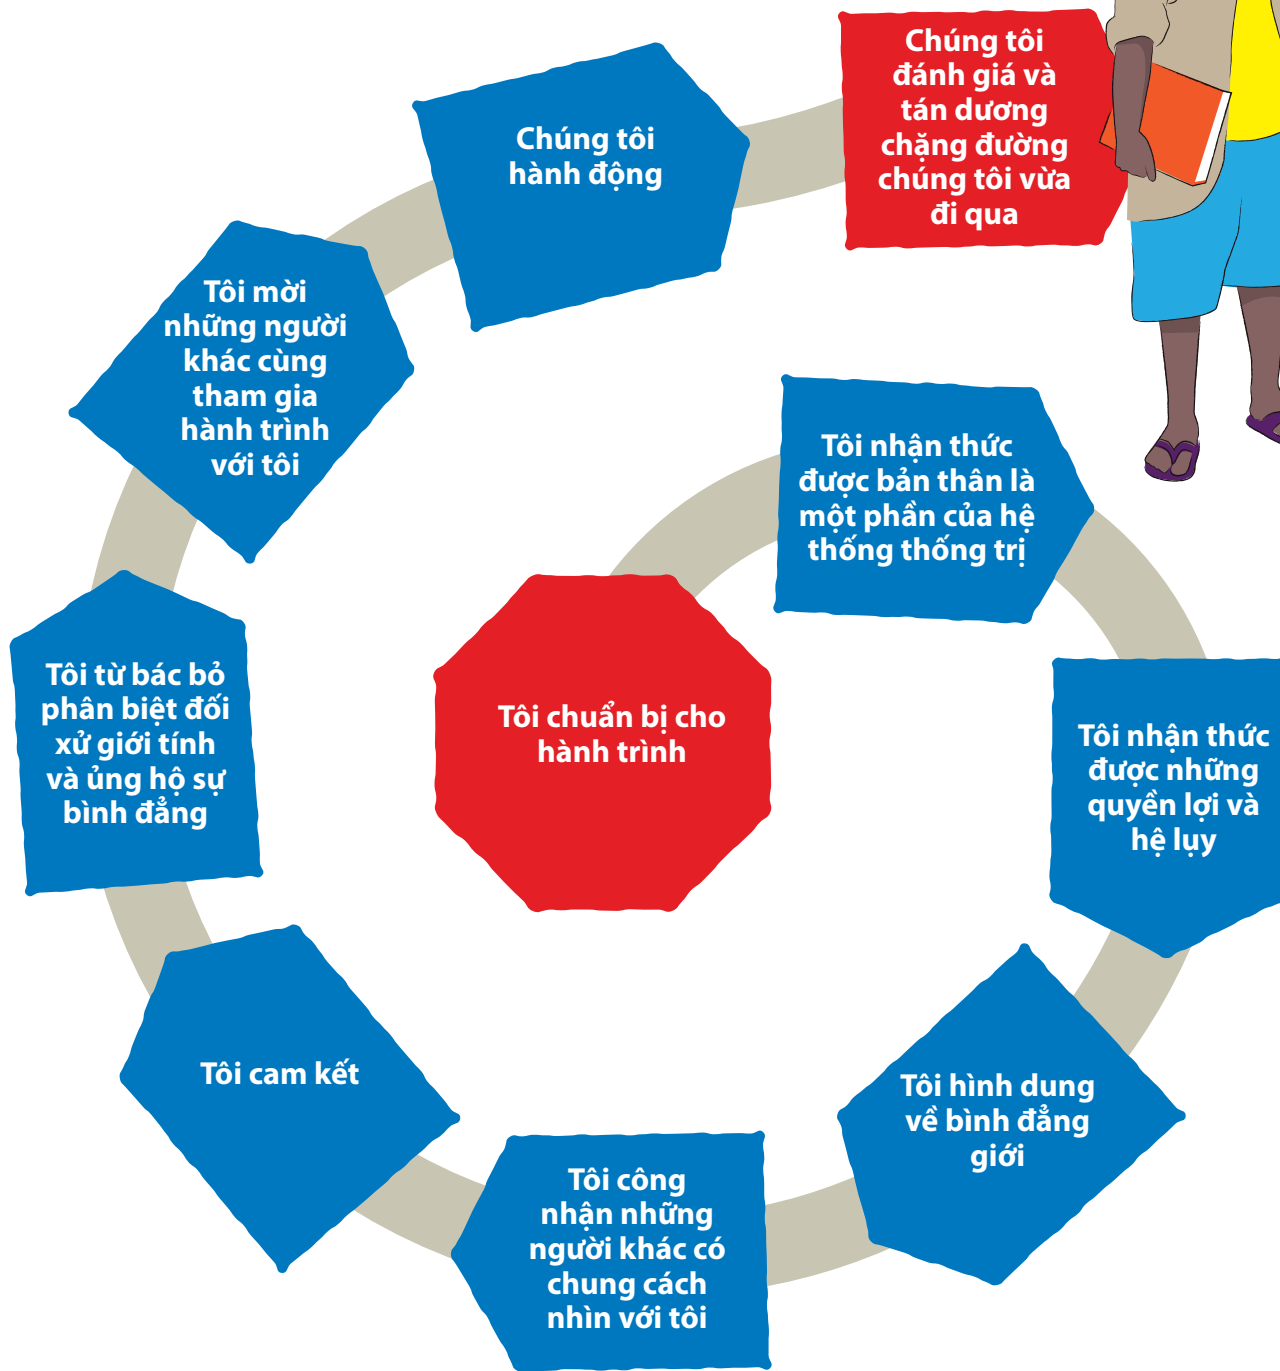 Tôi chuẩn bị cho
hành trình
Tôi nhận thức
được bản thân là
một phần của hệ
thống thống trị
Tôi nhận thức
được những
quyền lợi và
hệ lụy
Tôi hình dung
về bình đẳng
giới
Tôi công
nhận những
người khác có
chung cách
nhìn với tôi
Tôi cam kết
Tôi từ bác bỏ
phân biệt đối
xử giới tính
và ủng hộ sự
bình đẳng
Tôi mời
những người
khác cùng
tham gia
hành trình
với tôi
Chúng tôi
hành động
Chúng tôi
đánh giá và
tán dương
chặng đường
chúng tôi vừa
đi qua